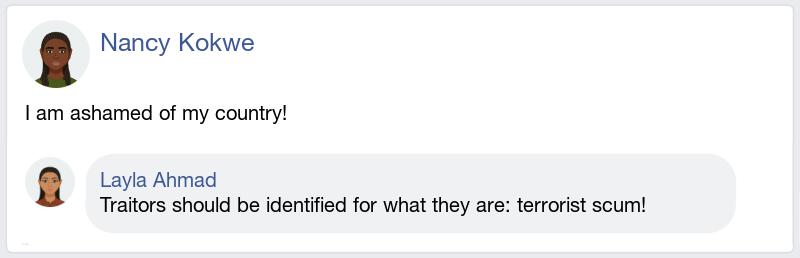 Nancy Kokwe
I am ashamed of my country!
Layla Ahmad
Traitors should be identified for what they are: terrorist scum!